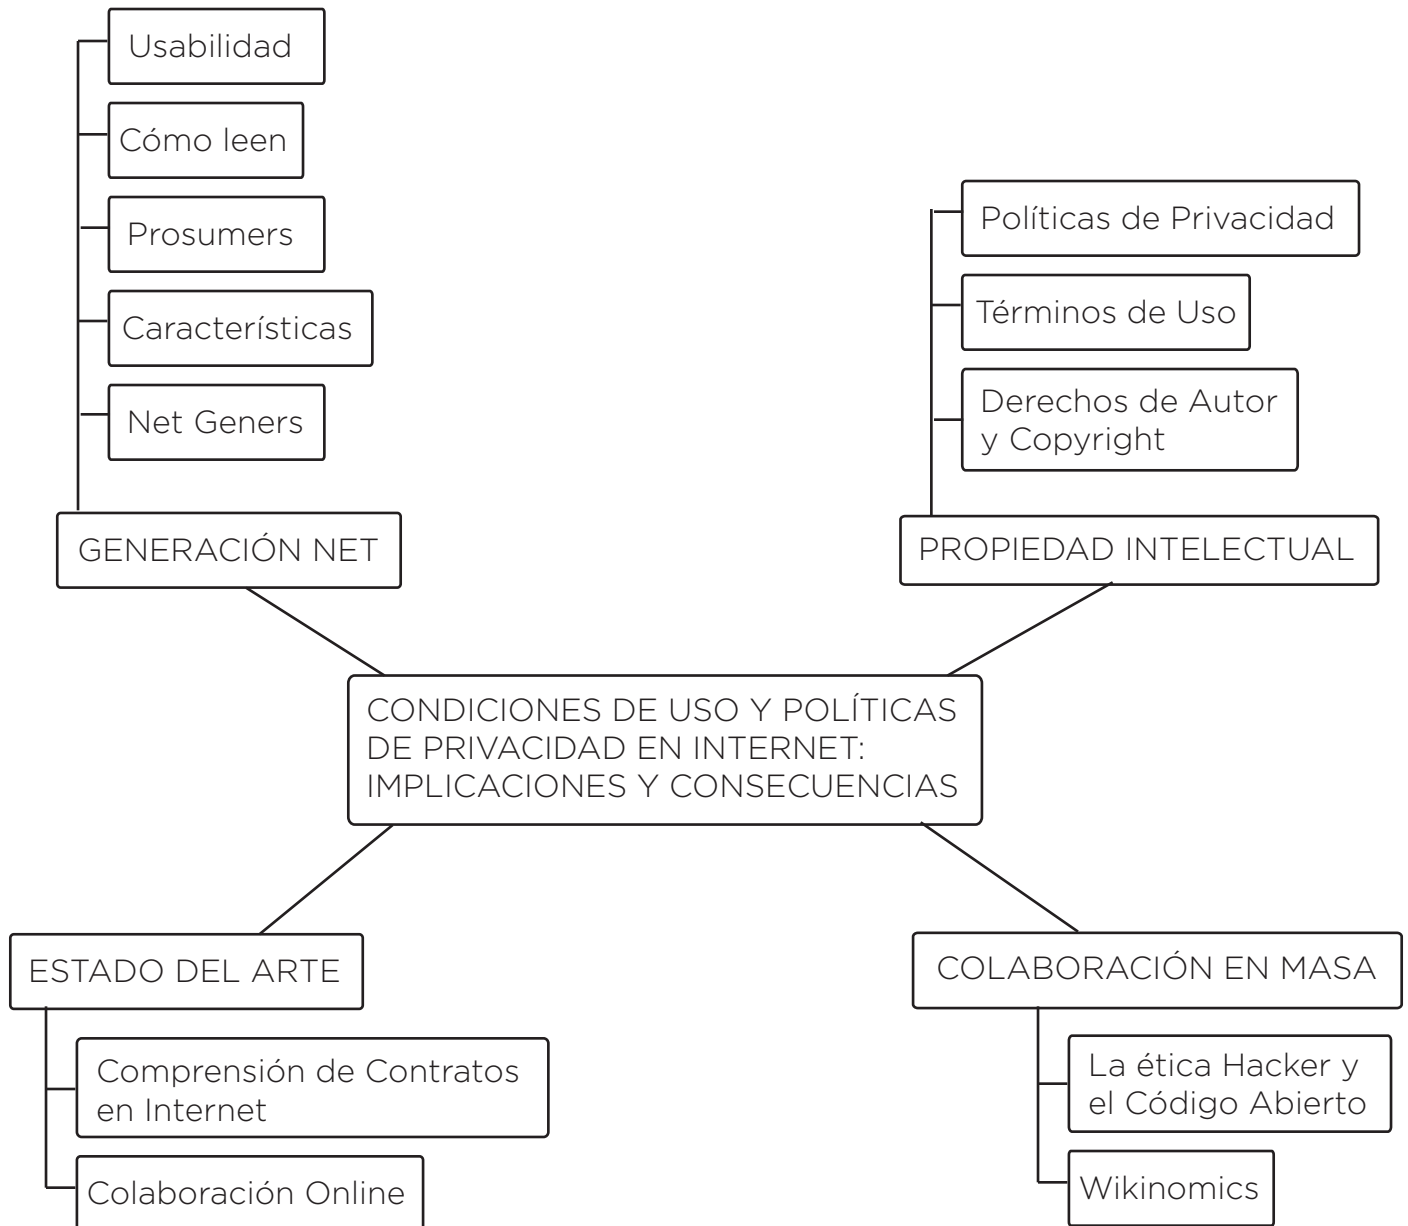 Usabilidad
Cómo leen
Prosumers
Características
Net Geners
GENERACIÓN NET
Políticas de Privacidad
Términos de Uso
Derechos de Autor
y Copyright
PROPIEDAD INTELECTUAL
CONDICIONES DE USO Y POLÍTICAS
DE PRIVACIDAD EN INTERNET:
IMPLICACIONES Y CONSECUENCIAS
ESTADO DEL ARTE
Comprensión de Contratos
en Internet
Colaboración Online
COLABORACIÓN EN MASA
La ética Hacker y
el Código Abierto
Wikinomics